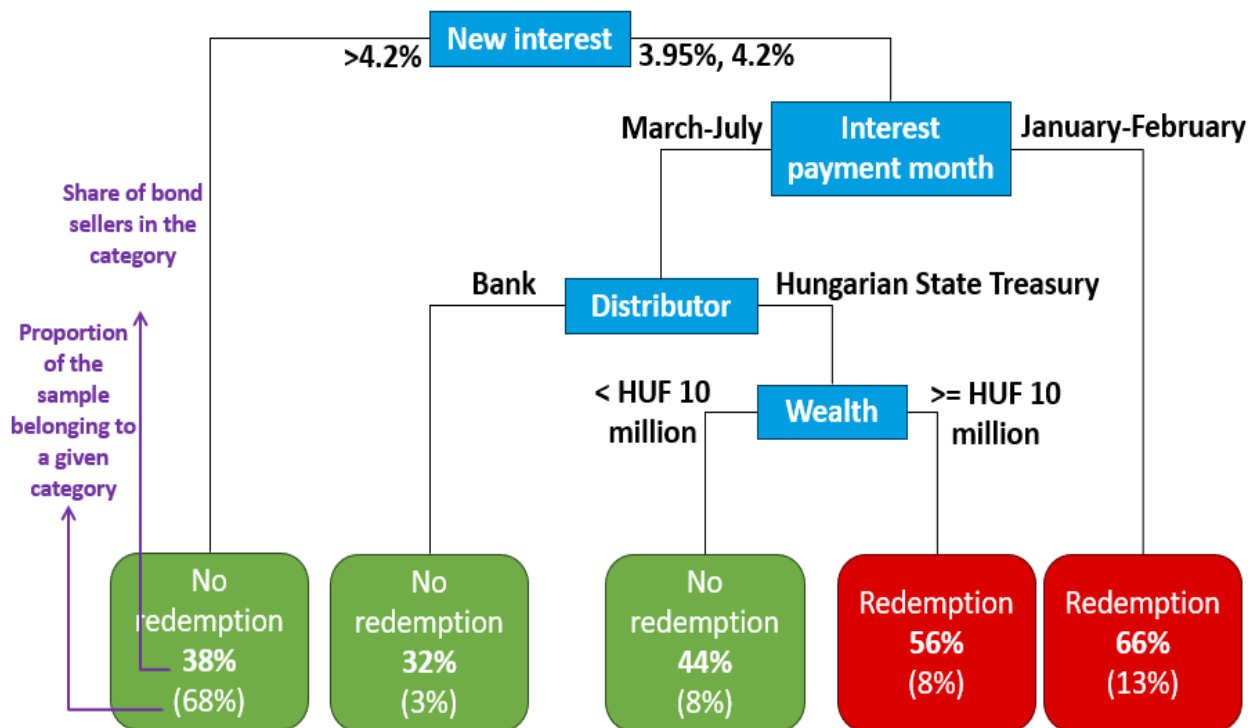 New interest
>4.2%
3.95%, 4.2%
March-July
Interest
payment month
January-February
Share of bond
sellers in the
category
Bank
Distributor
Hungarian State Treasury
Proportion
of the
sample
belonging to
a given
category
< HUF 10
million
Wealth
>= HUF 10
million
No
redemption
38%
(68%)
No
redemption
32%
(3%)
No
redemption
44%
(8%)
Redemption
56%
(8%)
Redemption
66%
(13%)